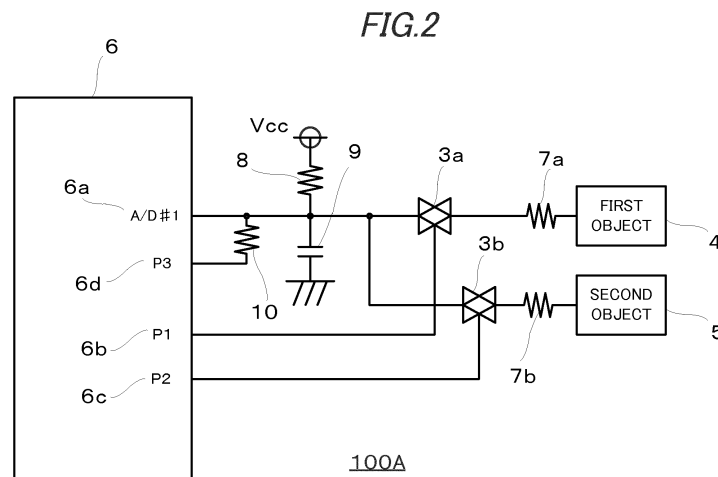 FIG.2
6
Vcc
8
9
3a
7a
6a
A/D#1
FIRST
OBJECT
4
6d
P3
10
3b
SECOND
OBJECT
5
6b
P1
7b
6c
P2
100A